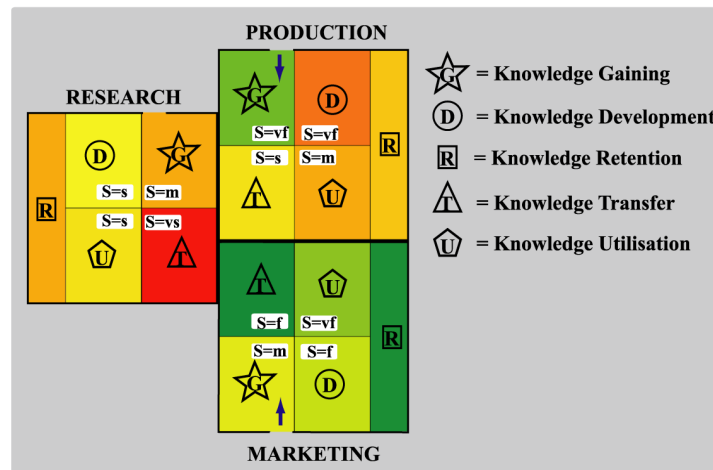 PRODUCTION
RESEARCH
G
D
R
S=vf
S=vf
S=s
S=m
T
U
D
G
R
S=s
S=m
S=s
S=vs
U
T
T
U
R
S=f
S=vf
S=m
S=f
G
D
MARKETING
G = Knowledge Gaining
D = Knowledge Development
R = Knowledge Retention
T = Knowledge Transfer
U = Knowledge Utilisation